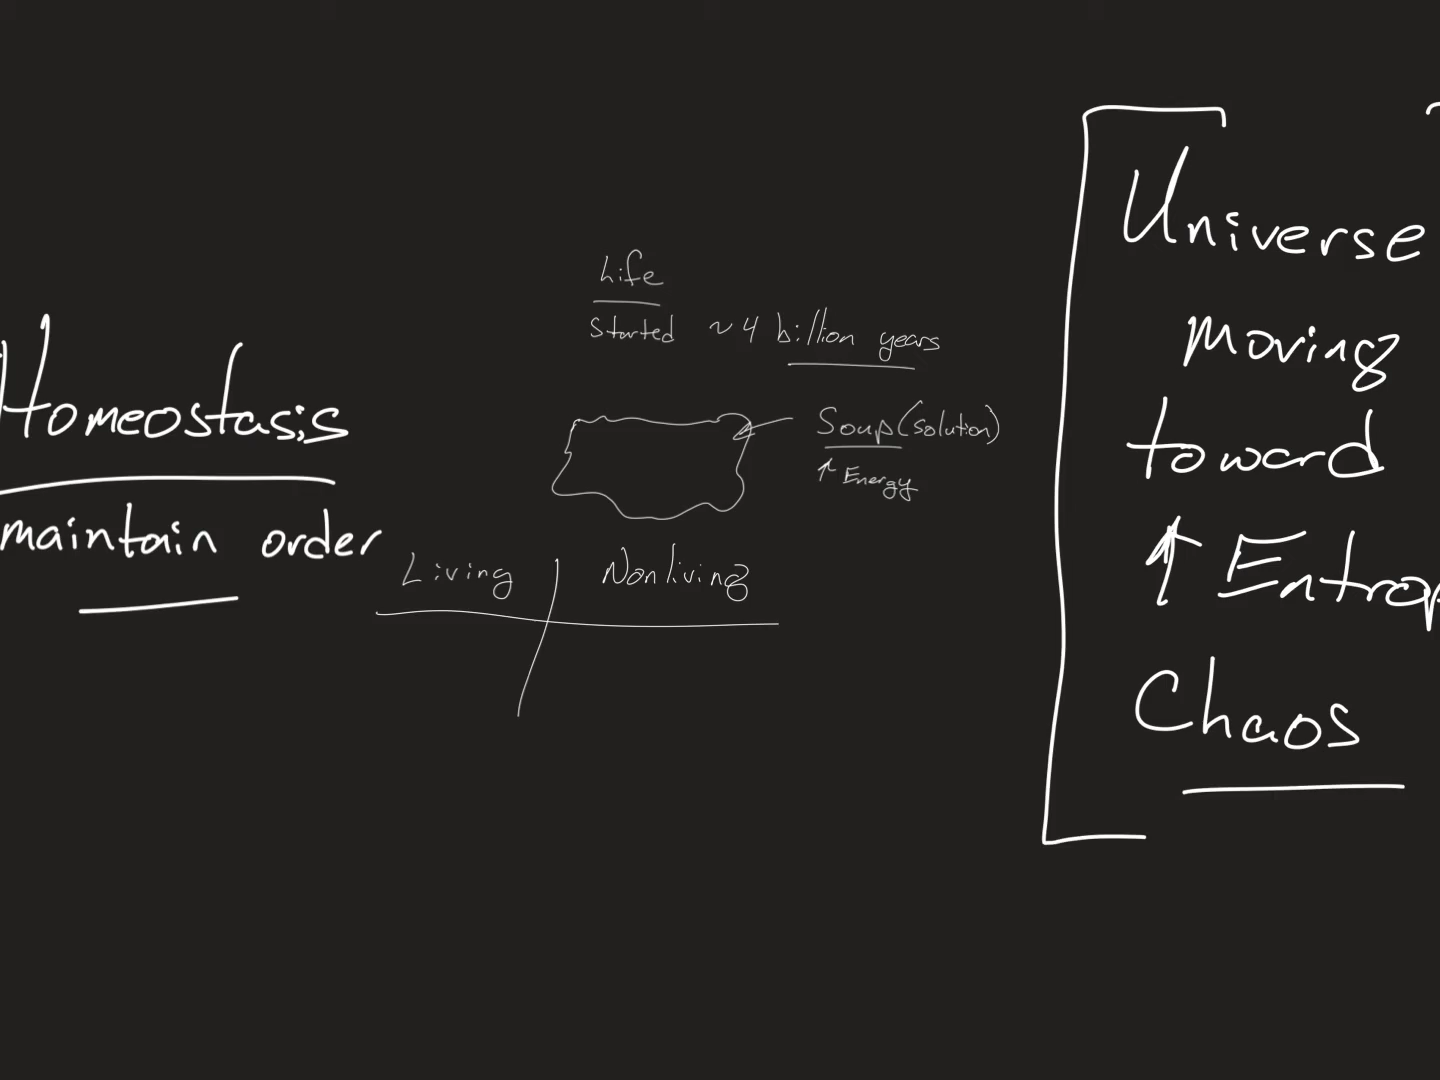 Homeostasis
maintain order
Life
Started ~4 billion years
Soup (solution)
↑ Energy
Living Nonliving
Universe
moving
toward
↑ Entrop
Chaos